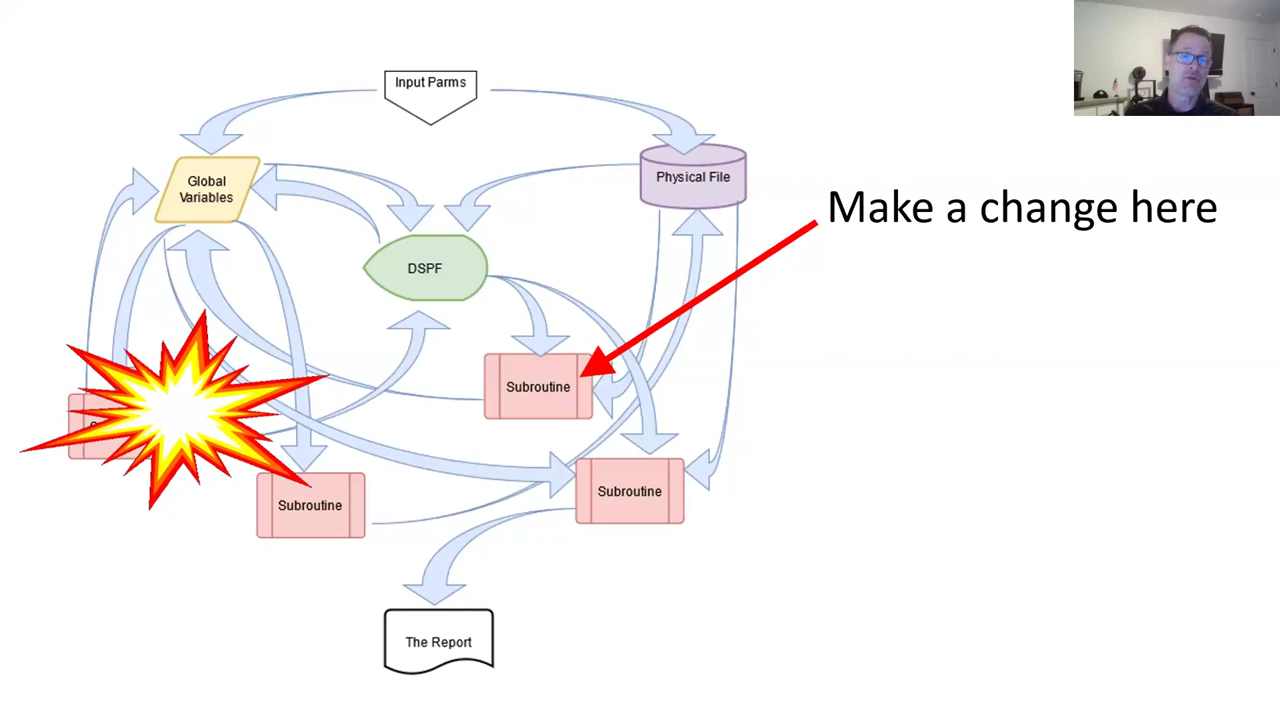 Input Parms
Global
Variables
Physical File
Make a change here
DSPF
Subroutine
Subroutine
Subroutine
The Report